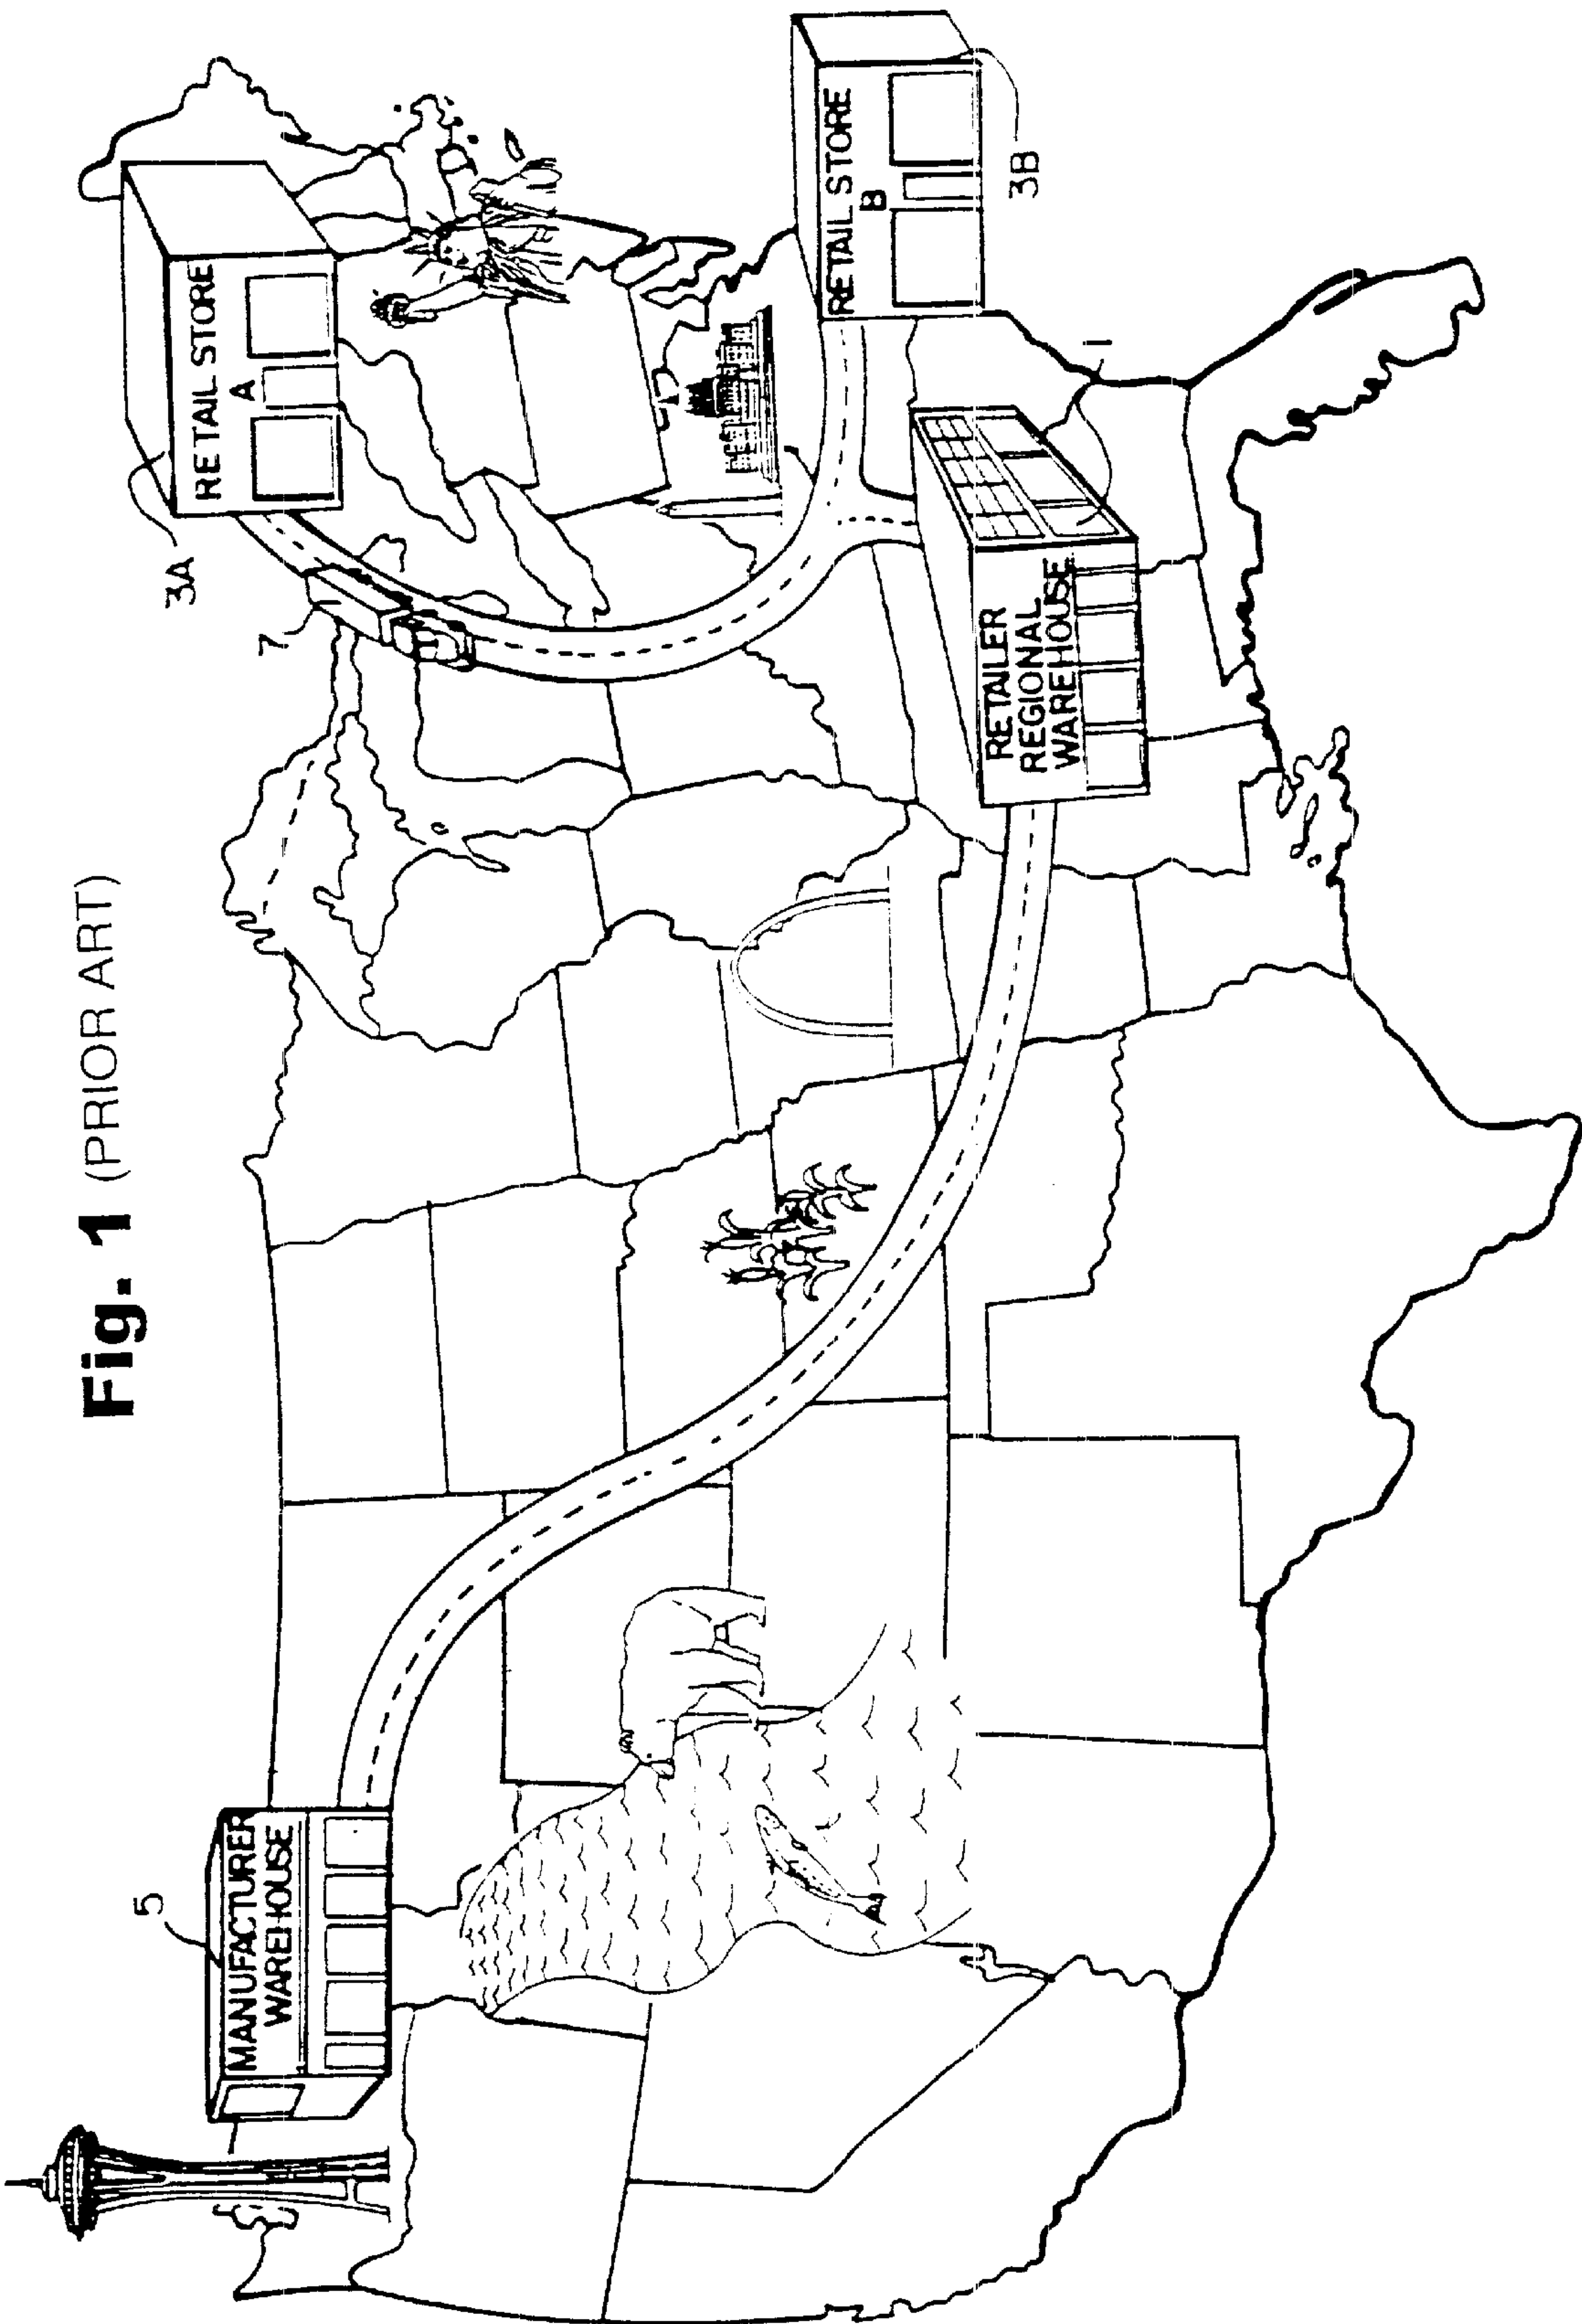 Fig. 1 (PRIOR ART)
5
MANUFACTURER
WAREHOUSE
3A
RETAIL STORE
A
7
RETAIL STORE
B
3B
RETAILER
REGIONAL
WAREHOUSE
1